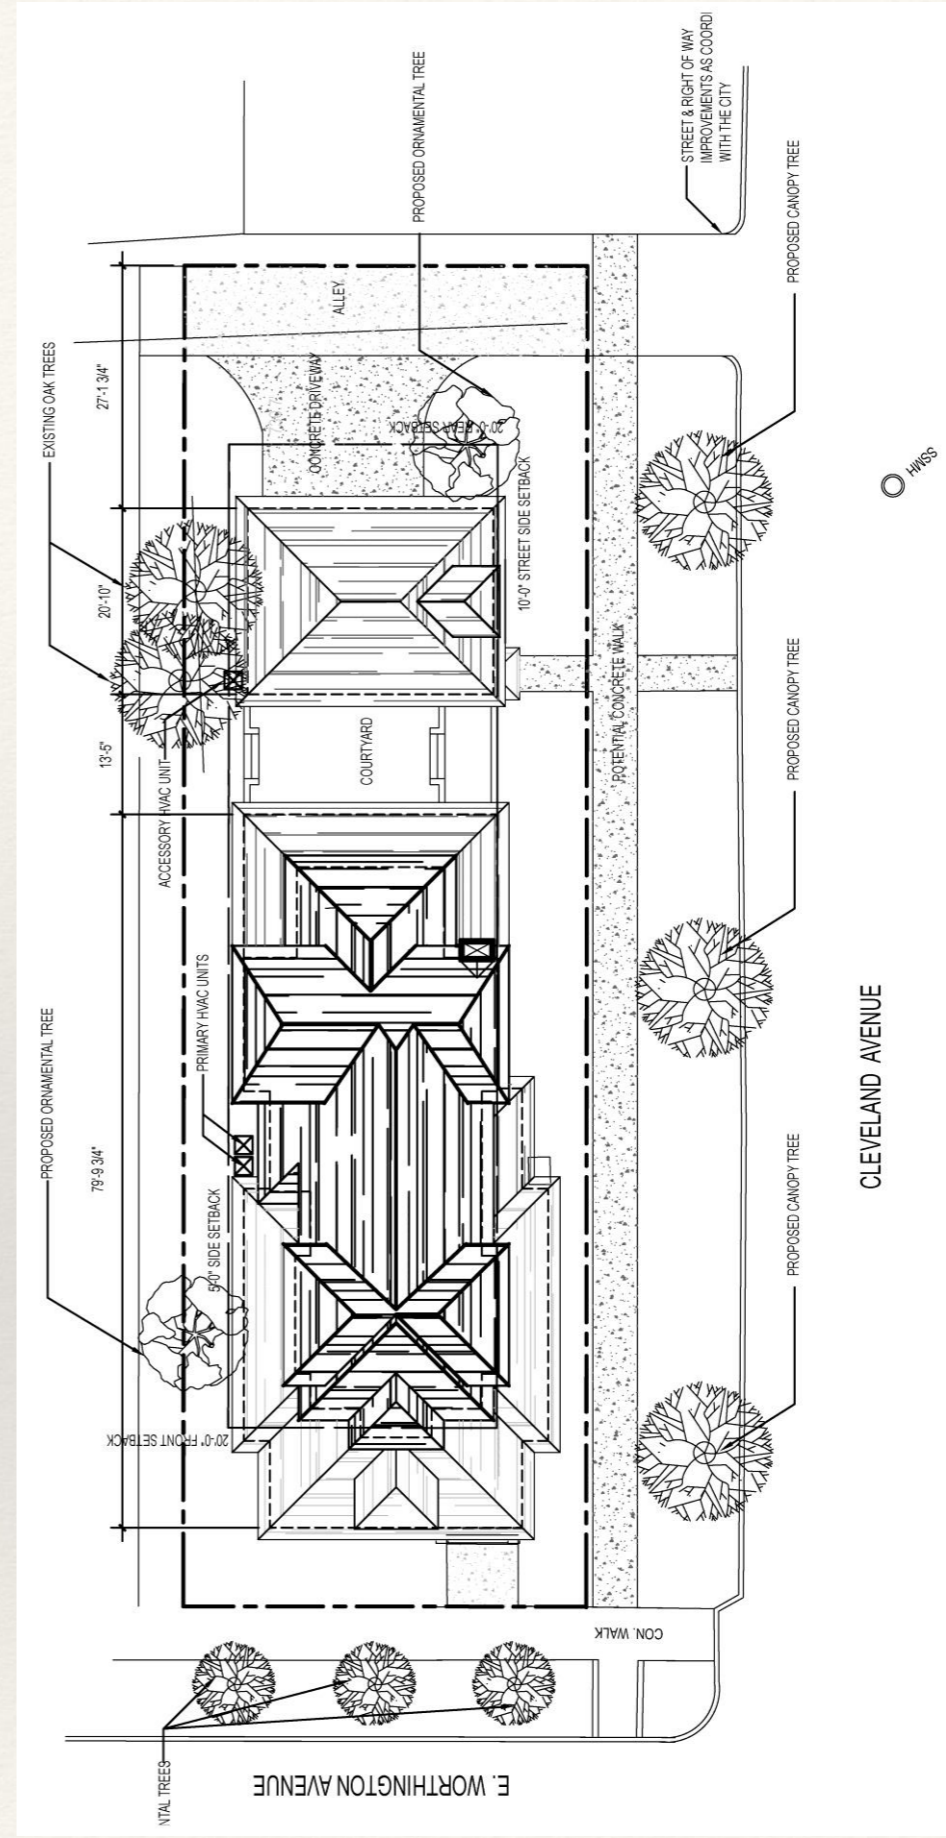 STREET & RIGHT OF WAY
IMPROVEMENTS AS COORDI
WITH THE CITY
PROPOSED ORNAMENTAL TREE
PROPOSED CANOPY TREE
ALLEY
EXISTING OAK TREES
27'-1 3/4"
CONCRETE DRIVEWAY
20'-0" REAR SETBACK
SSMH
10'-0" STREET SIDE SETBACK
20'-10"
POTENTIAL CONCRETE WALK
PROPOSED CANOPY TREE
13'-5"
COURTYARD
ACCESSORY HVAC UNIT
PRIMARY HVAC UNITS
PROPOSED ORNAMENTAL TREE
79'-9 3/4"
CLEVELAND AVENUE
5'-0" SIDE SETBACK
PROPOSED CANOPY TREE
20'-0" FRONT SETBACK
CON. WALK
NTAL TREES
E. WORTHINGTON AVENUE